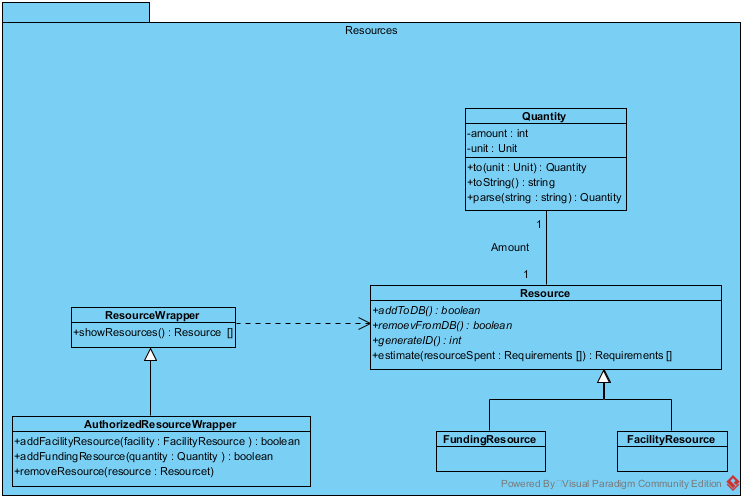 Resources
Quantity
-amount : int
-unit : Unit
+to(unit : Unit) : Quantity
+toString() : string
+parse(string : string) : Quantity
1
Amount
1
Resource
+addToDB() : boolean
+remoevFromDB() : boolean
+generateID() : int
+estimate(resourceSpent : Requirements []) : Requirements []
ResourceWrapper
+showResources() : Resource []
AuthorizedResourceWrapper
+addFacilityResource(facility : FacilityResource ) : boolean
+addFundingResource(quantity : Quantity ) : boolean
+removeResource(resource : Resourcet)
FundingResource
FacilityResource
Powered By Visual Paradigm Community Edition